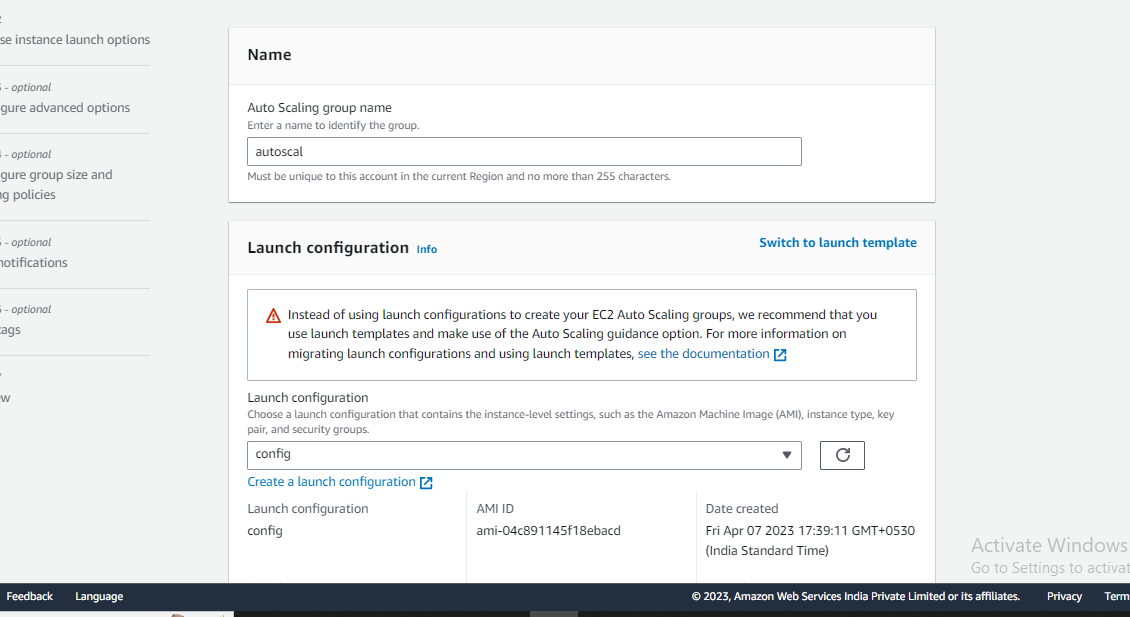 se instance launch options
- optional
gure advanced options
- optional
gure group size and
ng policies
- optional
notifications
- optional
tags
ew
Name
Auto Scaling group name
Enter a name to identify the group.
autoscal
Must be unique to this account in the current Region and no more than 255 characters.
Launch configuration Info
Switch to launch template
Instead of using launch configurations to create your EC2 Auto Scaling groups, we recommend that you
use launch templates and make use of the Auto Scaling guidance option. For more information on
migrating launch configurations and using launch templates, see the documentation
Launch configuration
Choose a launch configuration that contains the instance-level settings, such as the Amazon Machine Image (AMI), instance type, key
pair, and security groups.
config
Create a launch configuration
Launch configuration
config
AMI ID
ami-04c891145f18ebacd
Date created
Fri Apr 07 2023 17:39:11 GMT+0530
(India Standard Time)
Activate Windows
Go to Settings to activat
Feedback Language © 2023, Amazon Web Services India Private Limited or its affiliates. Privacy Term